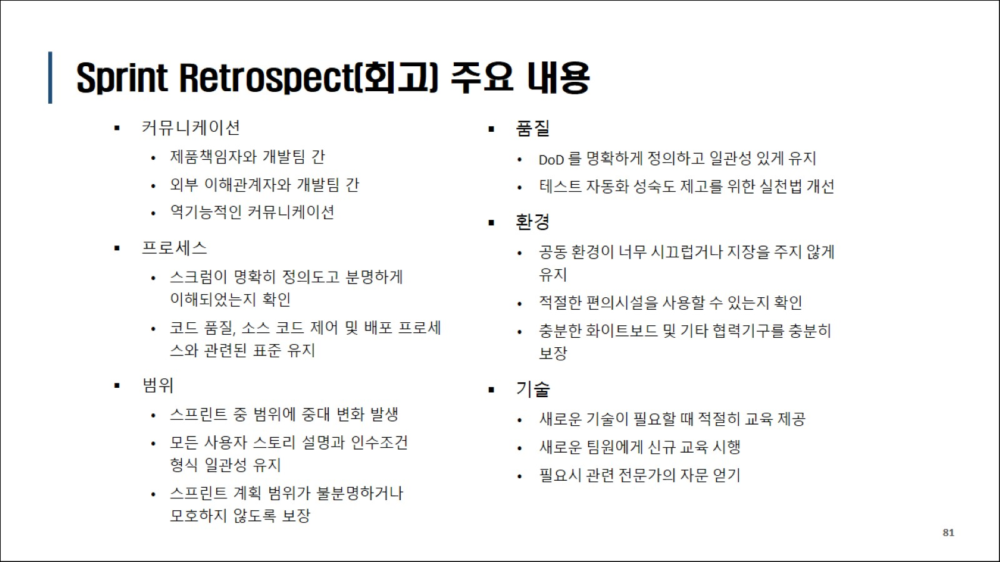 Sprint Retrospect(회고) 주요 내용
▪ 커뮤니케이션
• 제품책임자와 개발팀 간
• 외부 이해관계자와 개발팀 간
• 역기능적인 커뮤니케이션
▪ 프로세스
• 스크럼이 명확히 정의도고 분명하게
이해되었는지 확인
• 코드 품질, 소스 코드 제어 및 배포 프로세
스와 관련된 표준 유지
▪ 범위
• 스프린트 중 범위에 중대 변화 발생
• 모든 사용자 스토리 설명과 인수조건
형식 일관성 유지
• 스프린트 계획 범위가 불분명하거나
모호하지 않도록 보장
▪ 품질
• DoD 를 명확하게 정의하고 일관성 있게 유지
• 테스트 자동화 성숙도 제고를 위한 실천법 개선
▪ 환경
• 공동 환경이 너무 시끄럽거나 지장을 주지 않게
유지
• 적절한 편의시설을 사용할 수 있는지 확인
• 충분한 화이트보드 및 기타 협력기구를 충분히
보장
▪ 기술
• 새로운 기술이 필요할 때 적절히 교육 제공
• 새로운 팀원에게 신규 교육 시행
• 필요시 관련 전문가의 자문 얻기
81